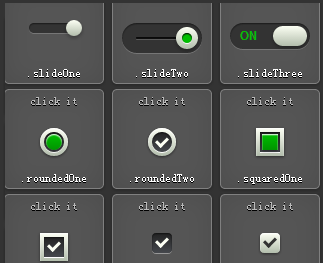 ON
.slideOne
.slideTwo
.slideThree
click it
click it
click it
.roundedOne
.roundedTwo
.squaredOne
click it
click it
click it